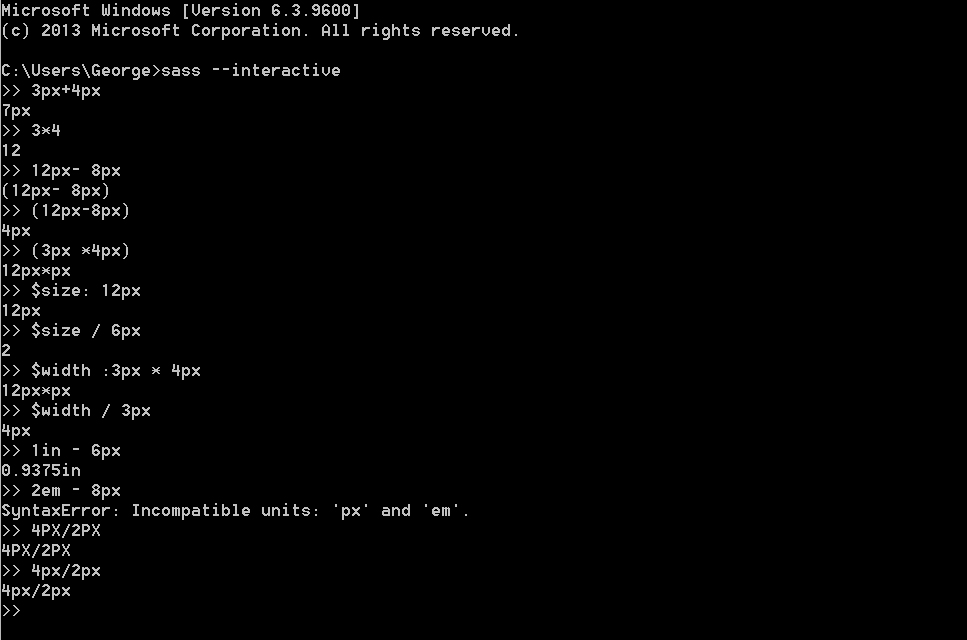 Microsoft Windows [Version 6.3.9600]
(c) 2013 Microsoft Corporation. All rights reserved.
C:\Users\George>sass --interactive
>> 3px+4px
7px
>> 3*4
12
>> 12px- 8px
(12px- 8px)
>> (12px-8px)
4px
>> (3px *4px)
12px*px
>> $size: 12px
12px
>> $size / 6px
2
>> $width :3px * 4px
12px*px
>> $width / 3px
4px
>> 1in - 6px
0.9375in
>> 2em - 8px
SyntaxError: Incompatible units: 'px' and 'em'.
>> 4PX/2PX
4PX/2PX
>> 4px/2px
4px/2px
>>